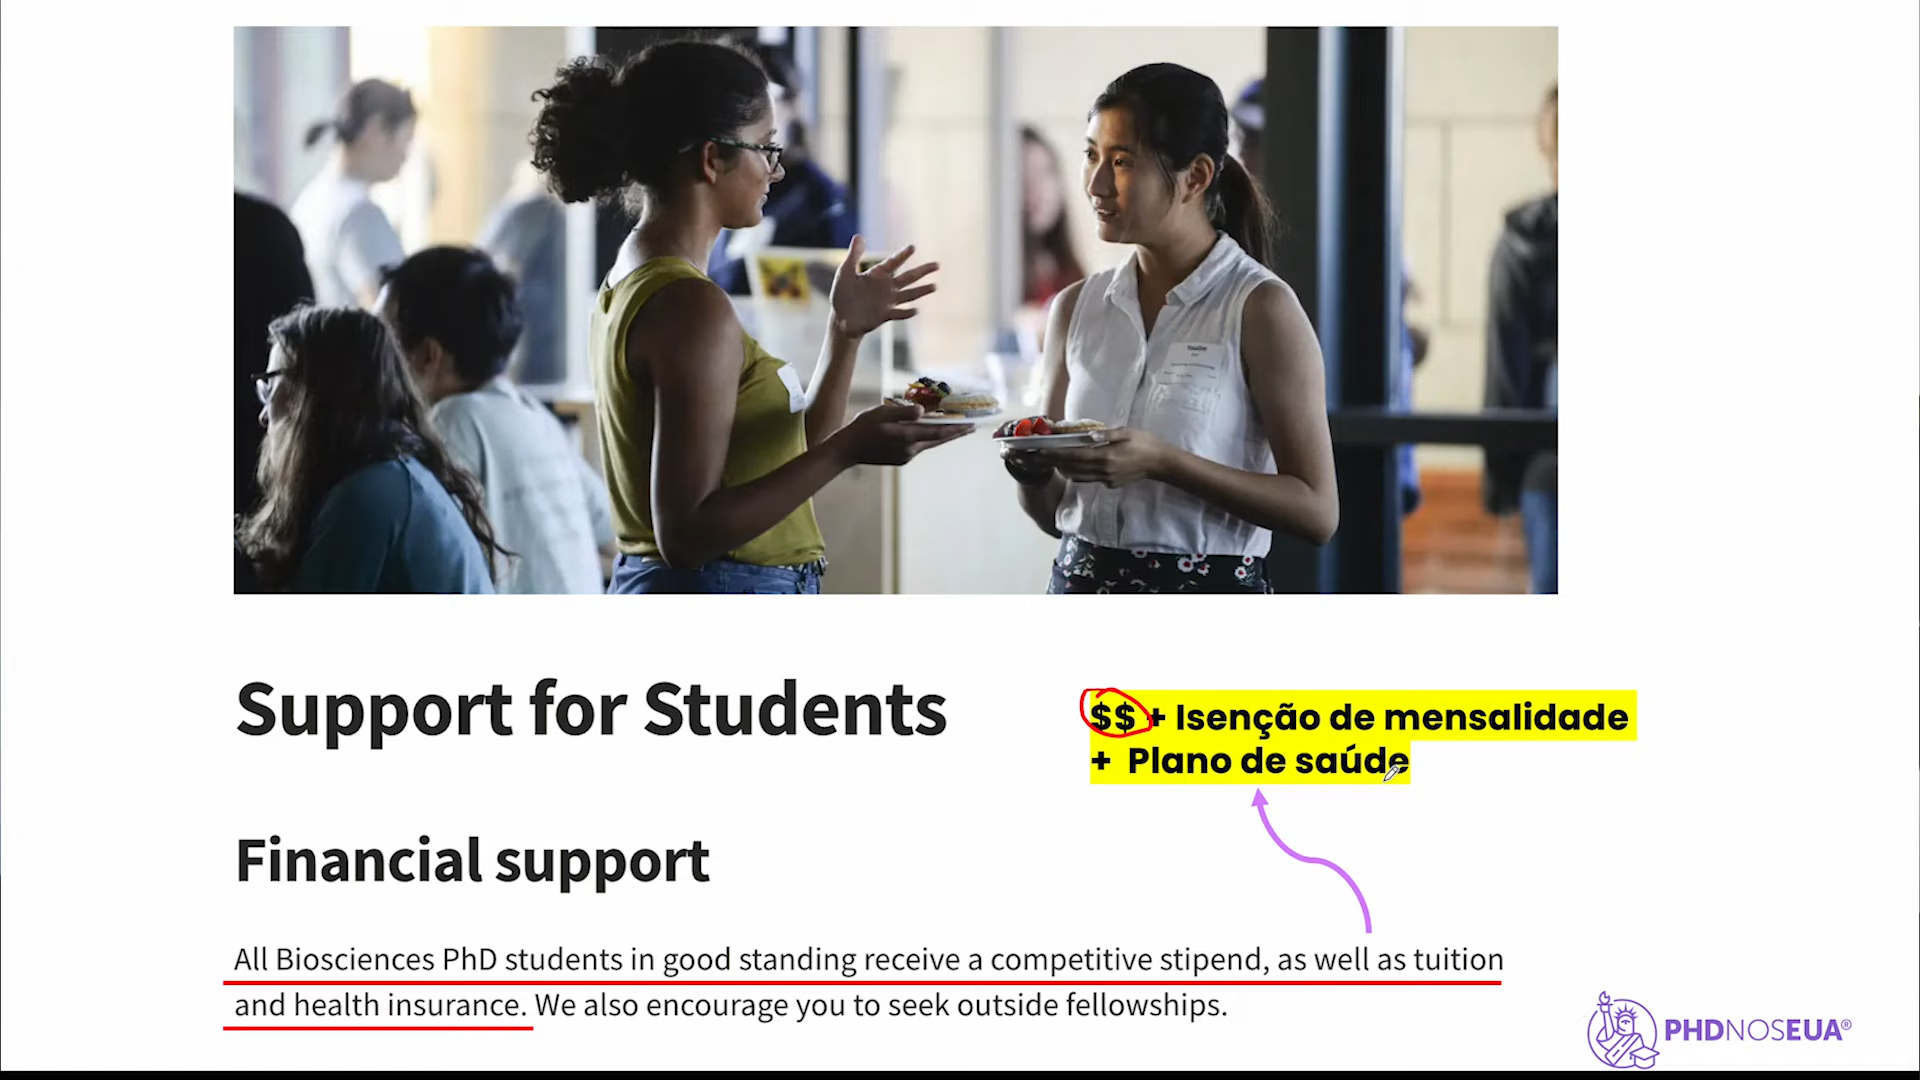 Support for Students
$$ + Isenção de mensalidade
+ Plano de saúde
Financial support
All Biosciences PhD students in good standing receive a competitive stipend, as well as tuition
and health insurance. We also encourage you to seek outside fellowships.
PHDNOSEUA®